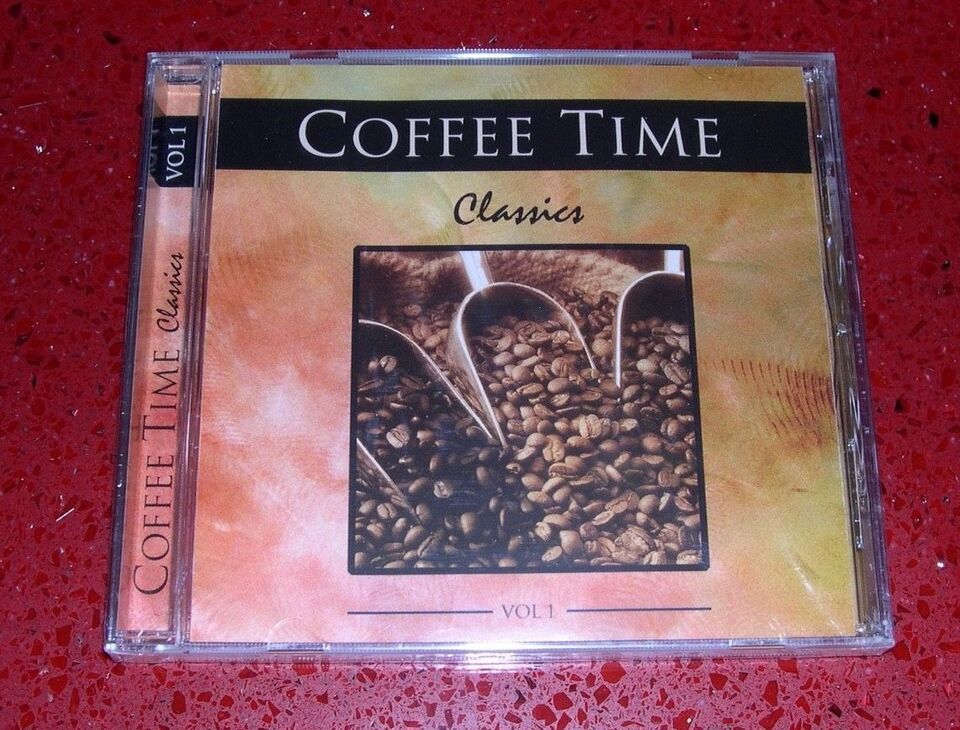 COFFEE TIME
Classics
VOL 1
COFFEE TIME Classics VOL 1